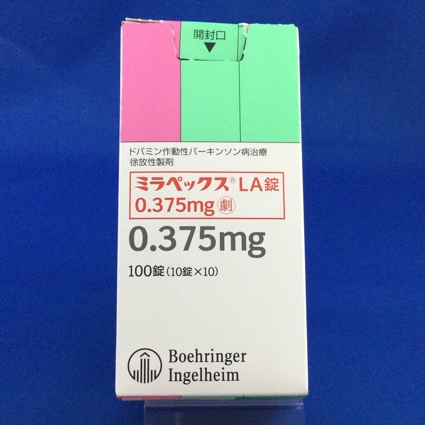 開封口
▼
ドパミン作動性パーキンソン病治療
徐放性製剤
ミラペックス® LA錠
0.375mg 劇
0.375mg
100錠(10錠×10)
Boehringer
Ingelheim